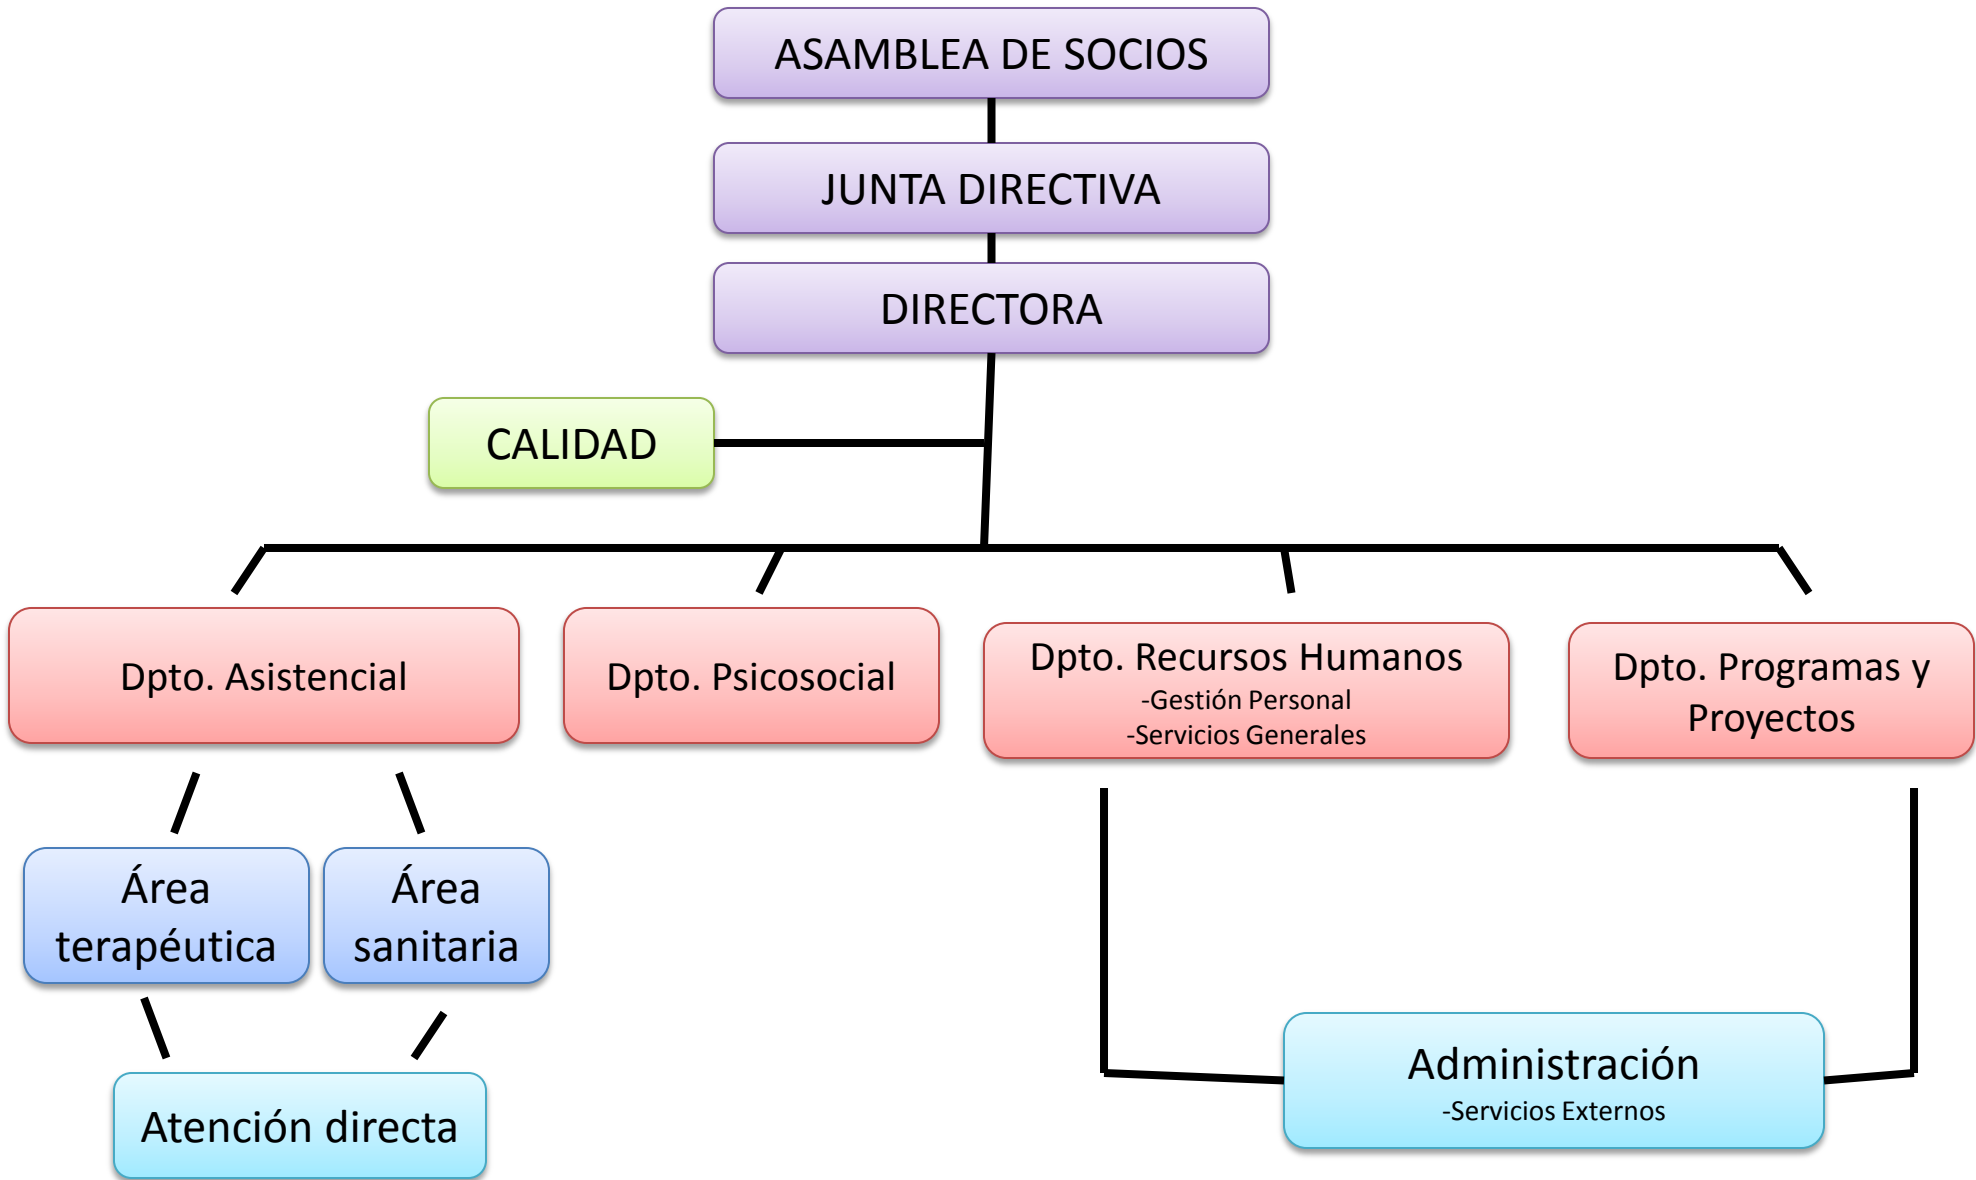 ASAMBLEA DE SOCIOS
JUNTA DIRECTIVA
DIRECTORA
CALIDAD
Dpto. Asistencial
Dpto. Psicosocial
Dpto. Recursos Humanos
-Gestión Personal
-Servicios Generales
Dpto. Programas y
Proyectos
Área
terapéutica
Área
sanitaria
Atención directa
Administración
-Servicios Externos